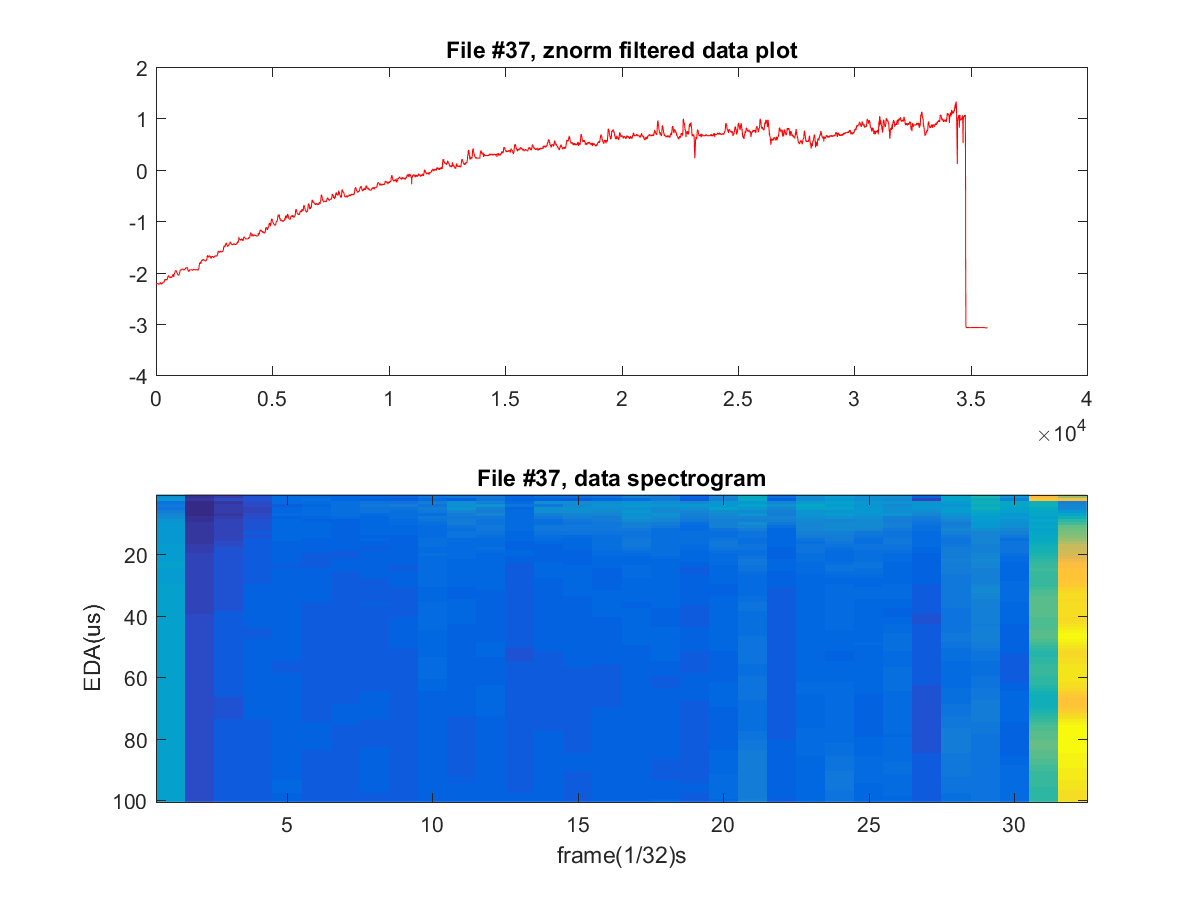 File #37, znorm filtered data plot
2
1
0
-1
-2
-3
-4
0 0.5 1 1.5 2 2.5 3 3.5 4
×10^4
File #37, data spectrogram
EDA(us)
20
40
60
80
100
5 10 15 20 25 30
frame(1/32)s